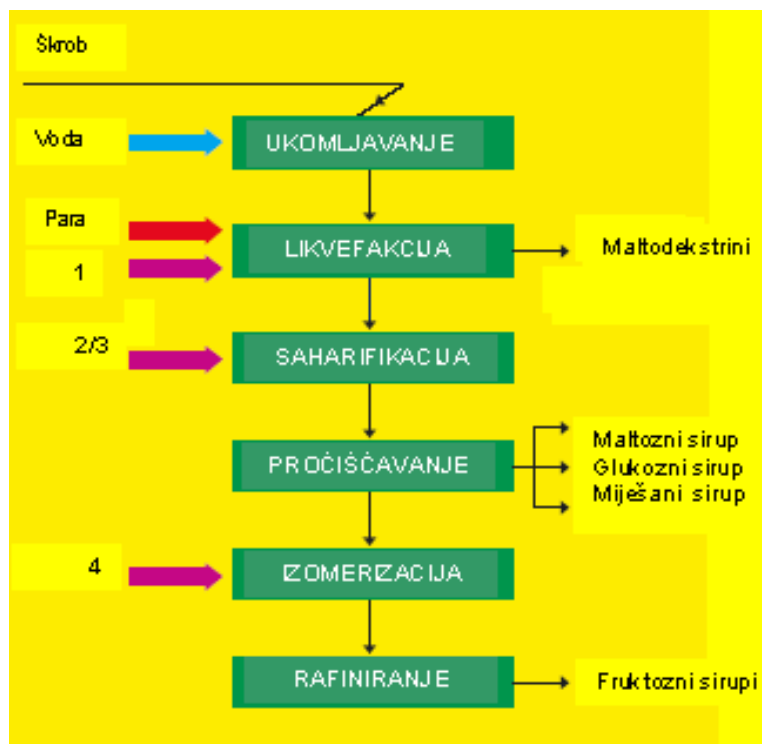 Škrob
Voda
UKOMLJAVANJE
Para
1
LIKVEFAKCIJA
Maltodekstrini
2/3
SAHARIFIKACIJA
PROČIŠĆAVANJE
Maltozni sirup
Glukozni sirup
Miješani sirup
4
IZOMERIZACIJA
RAFINIRANJE
Fruktozni sirupi